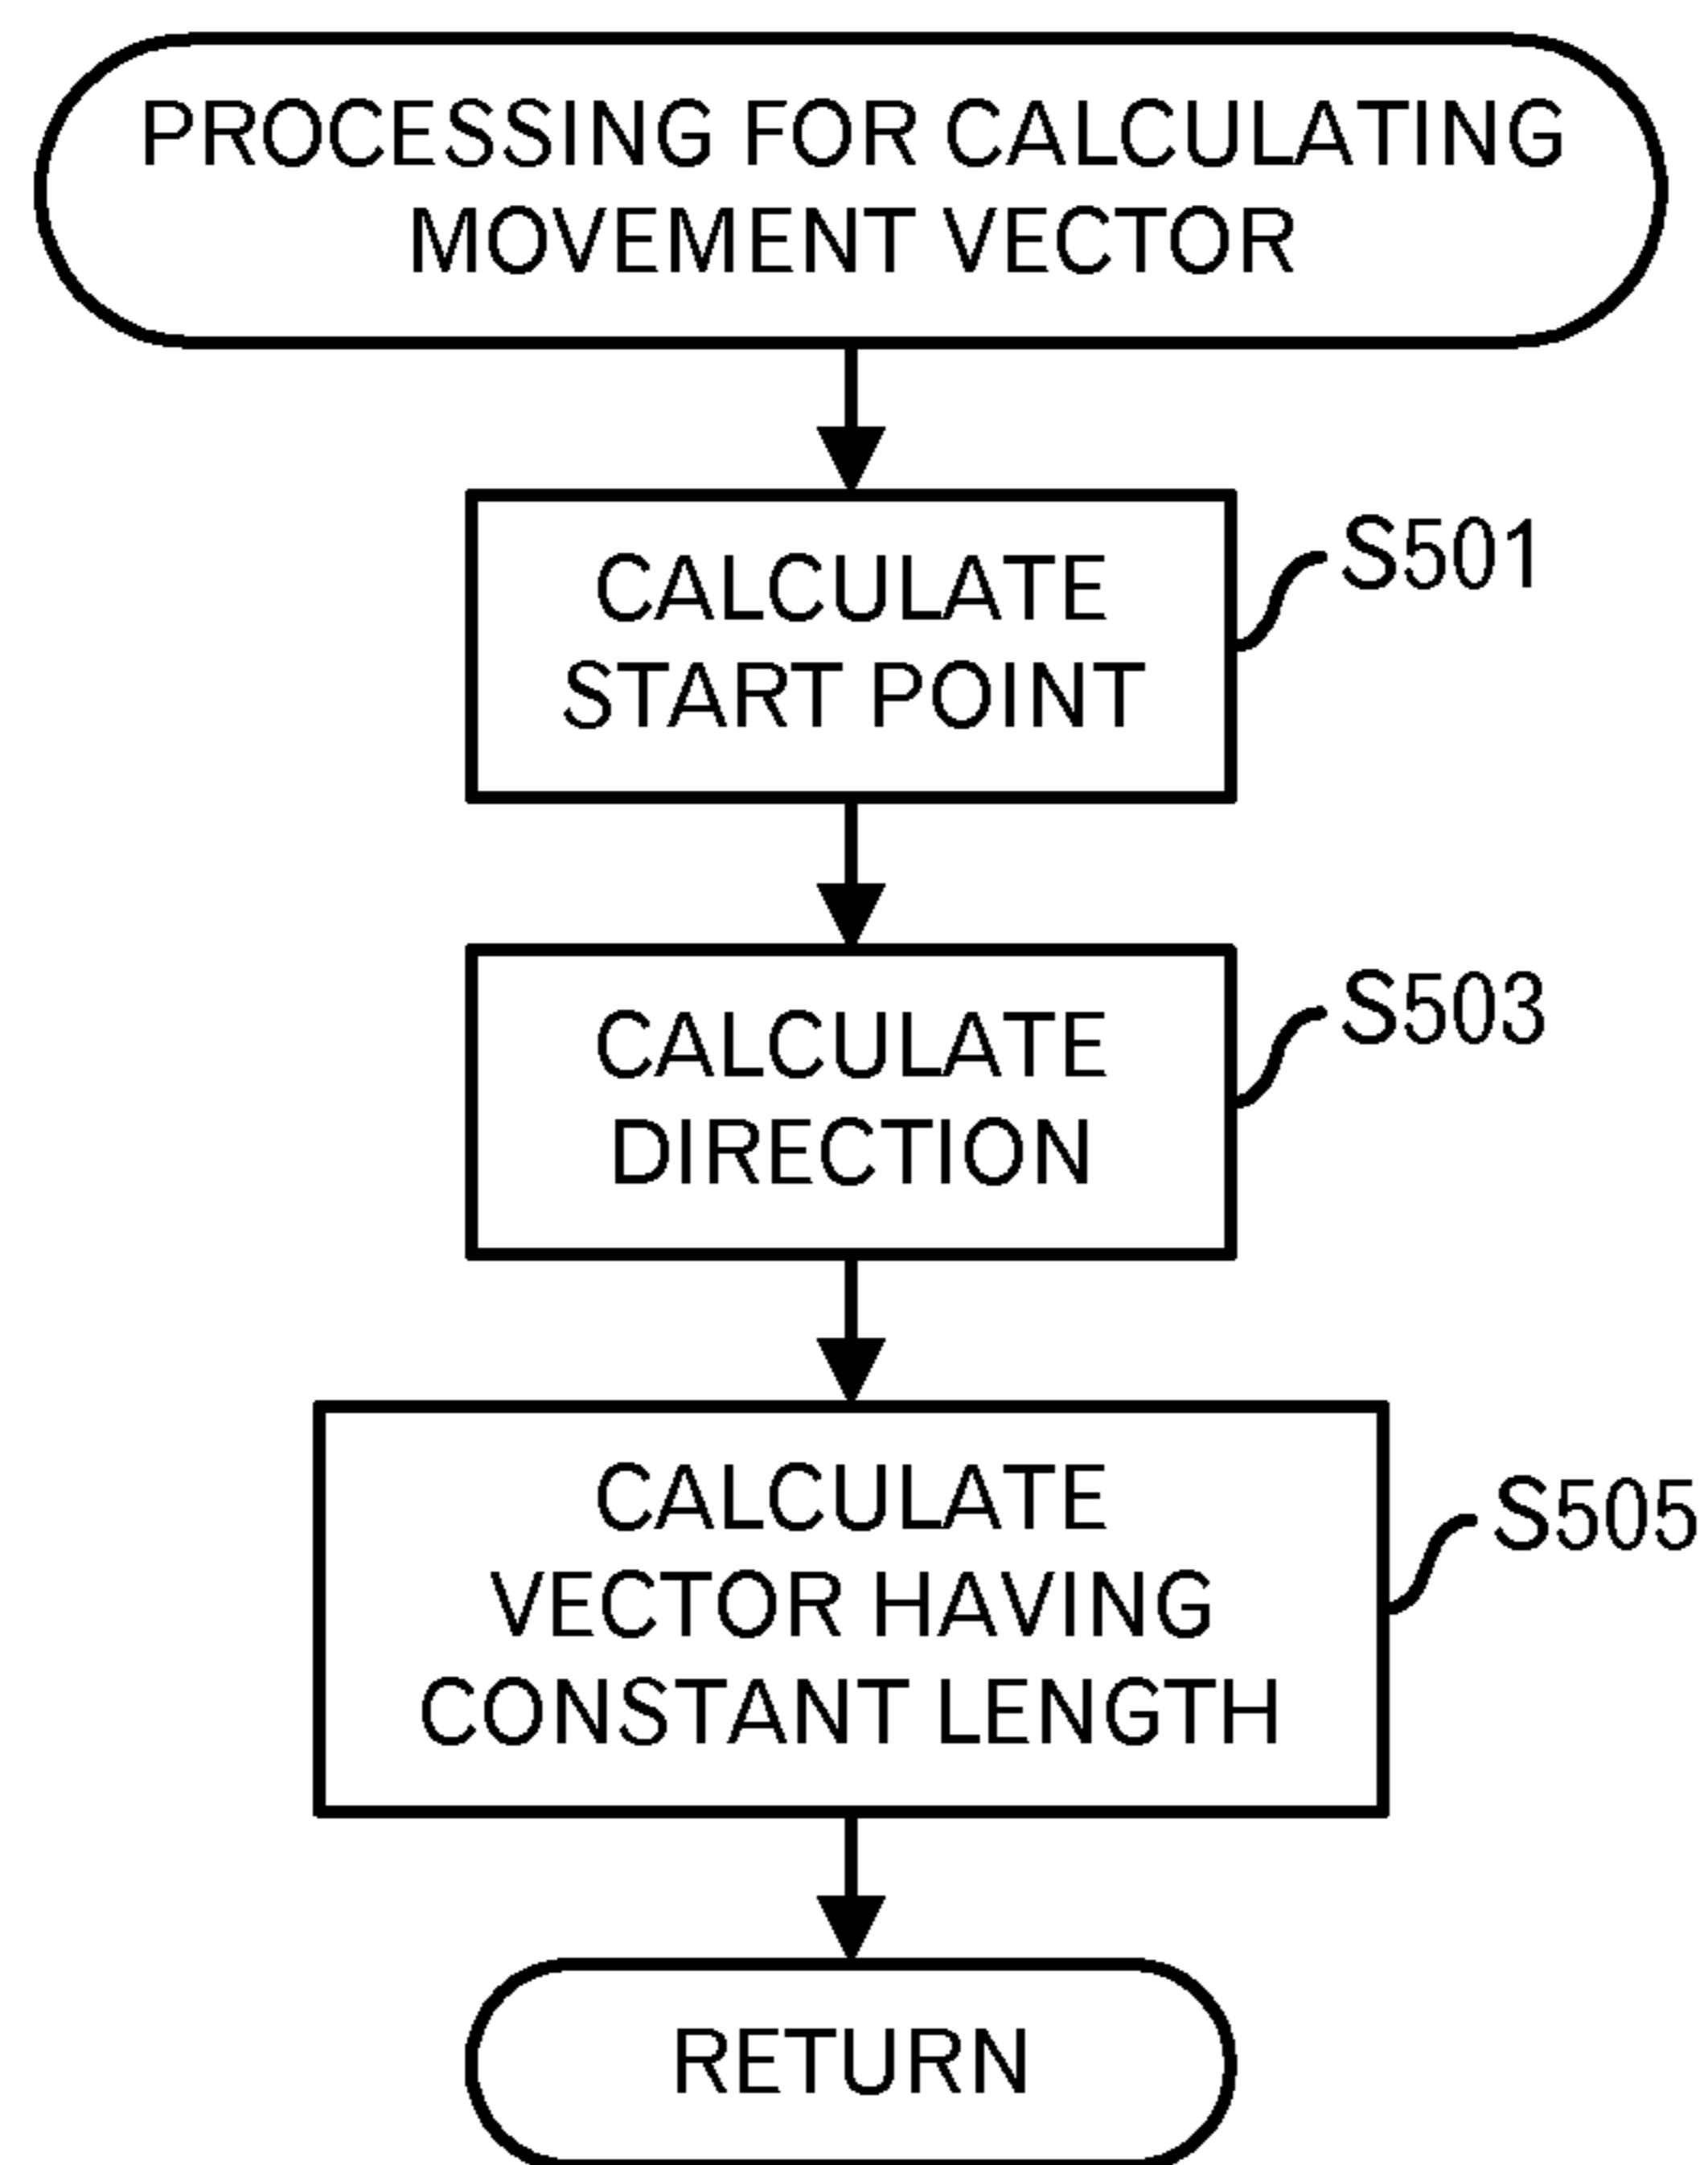 PROCESSING FOR CALCULATING
MOVEMENT VECTOR
CALCULATE
START POINT
S501
CALCULATE
DIRECTION
S503
CALCULATE
VECTOR HAVING
CONSTANT LENGTH
S505
RETURN